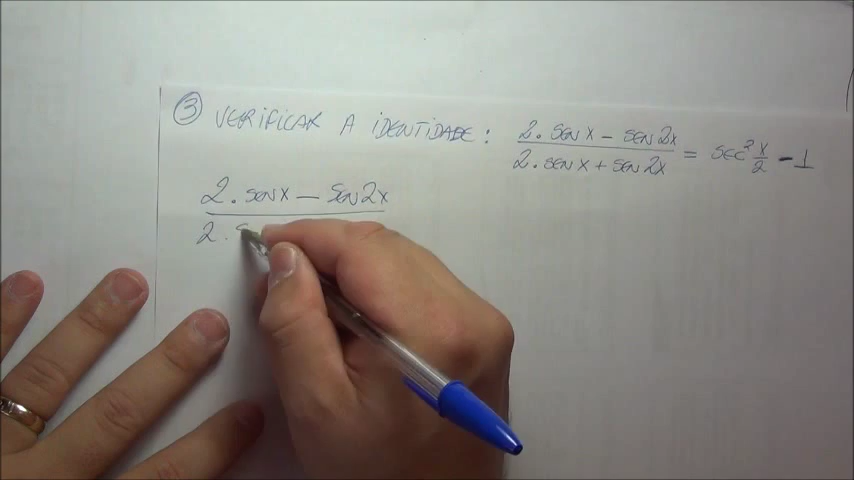 ③ VERIFICAR A IDENTIDADE: 2. SEN X − SEN 2X / 2. SEN X + SEN 2X = SEC² X/2 − 1
2. SEN X − SEN 2X
2. S